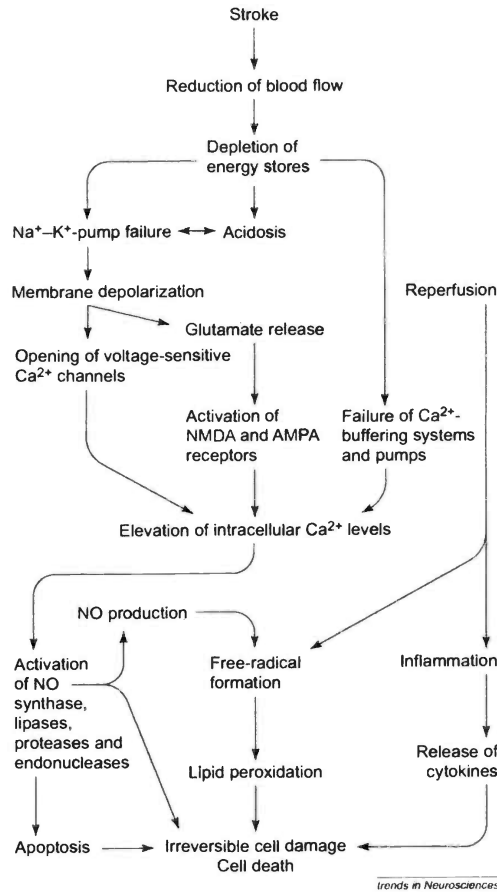 Stroke
Reduction of blood flow
Depletion of
energy stores
Na⁺–K⁺-pump failure
Acidosis
Membrane depolarization
Reperfusion
Glutamate release
Opening of voltage-sensitive
Ca²⁺ channels
Activation of
NMDA and AMPA
receptors
Failure of Ca²⁺-
buffering systems
and pumps
Elevation of intracellular Ca²⁺ levels
NO production
Activation
of NO
synthase,
lipases,
proteases and
endonucleases
Free-radical
formation
Inflammation
Lipid peroxidation
Release of
cytokines
Apoptosis
Irreversible cell damage
Cell death
trends in Neurosciences